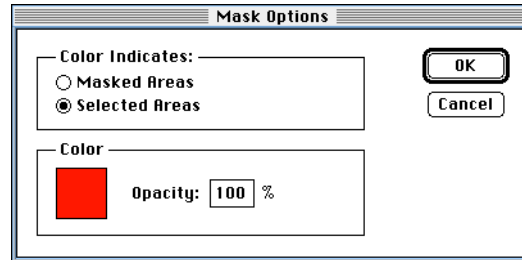 Mask Options
Color Indicates:
Masked Areas
Selected Areas
OK
Cancel
Color
Opacity: 100 %